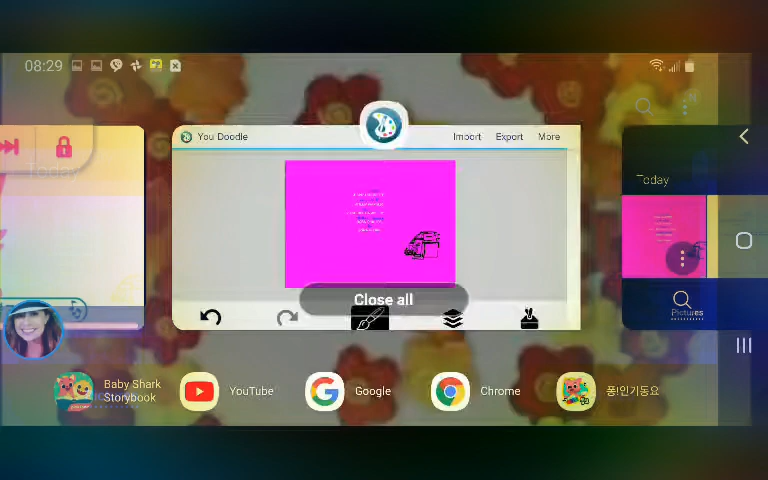 08:29
You Doodle
Import
Export
More
Today
Today
Close all
Pictures
Baby Shark
Storybook
YouTube
Google
Chrome
퐁!인기동요